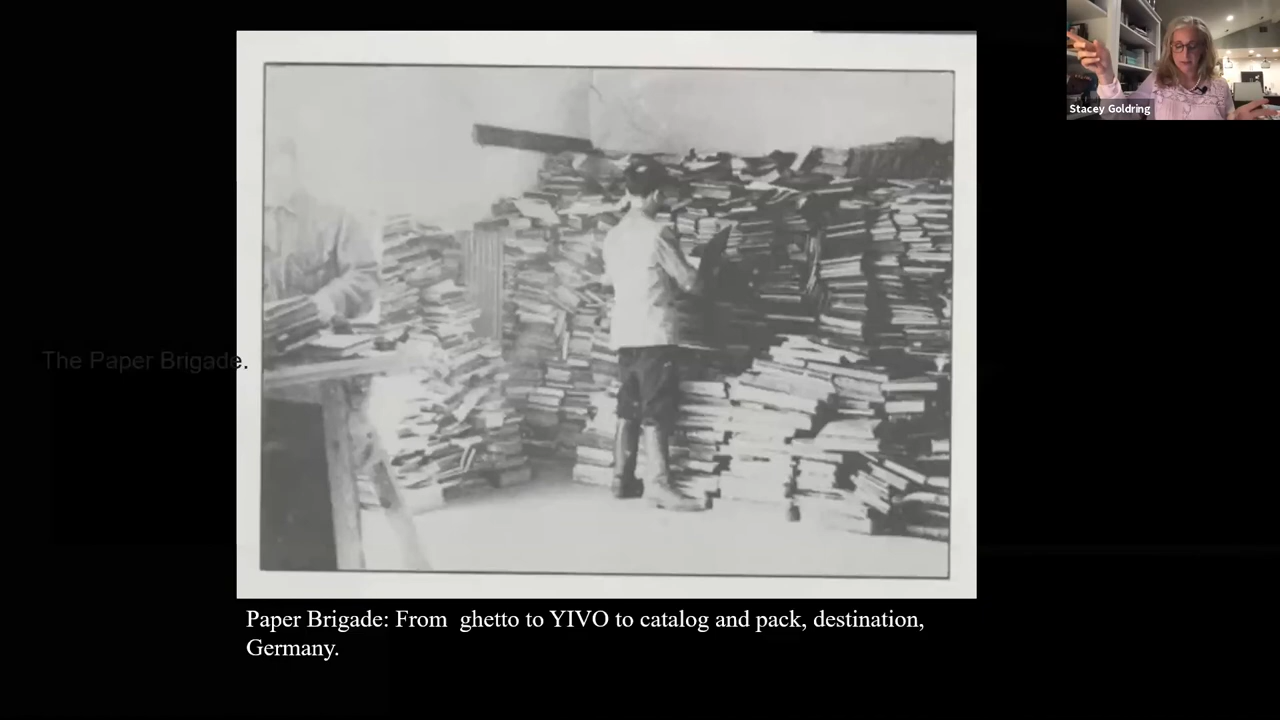 Stacey Goldring
The Paper Brigade.
Paper Brigade: From  ghetto to YIVO to catalog and pack, destination,
Germany.